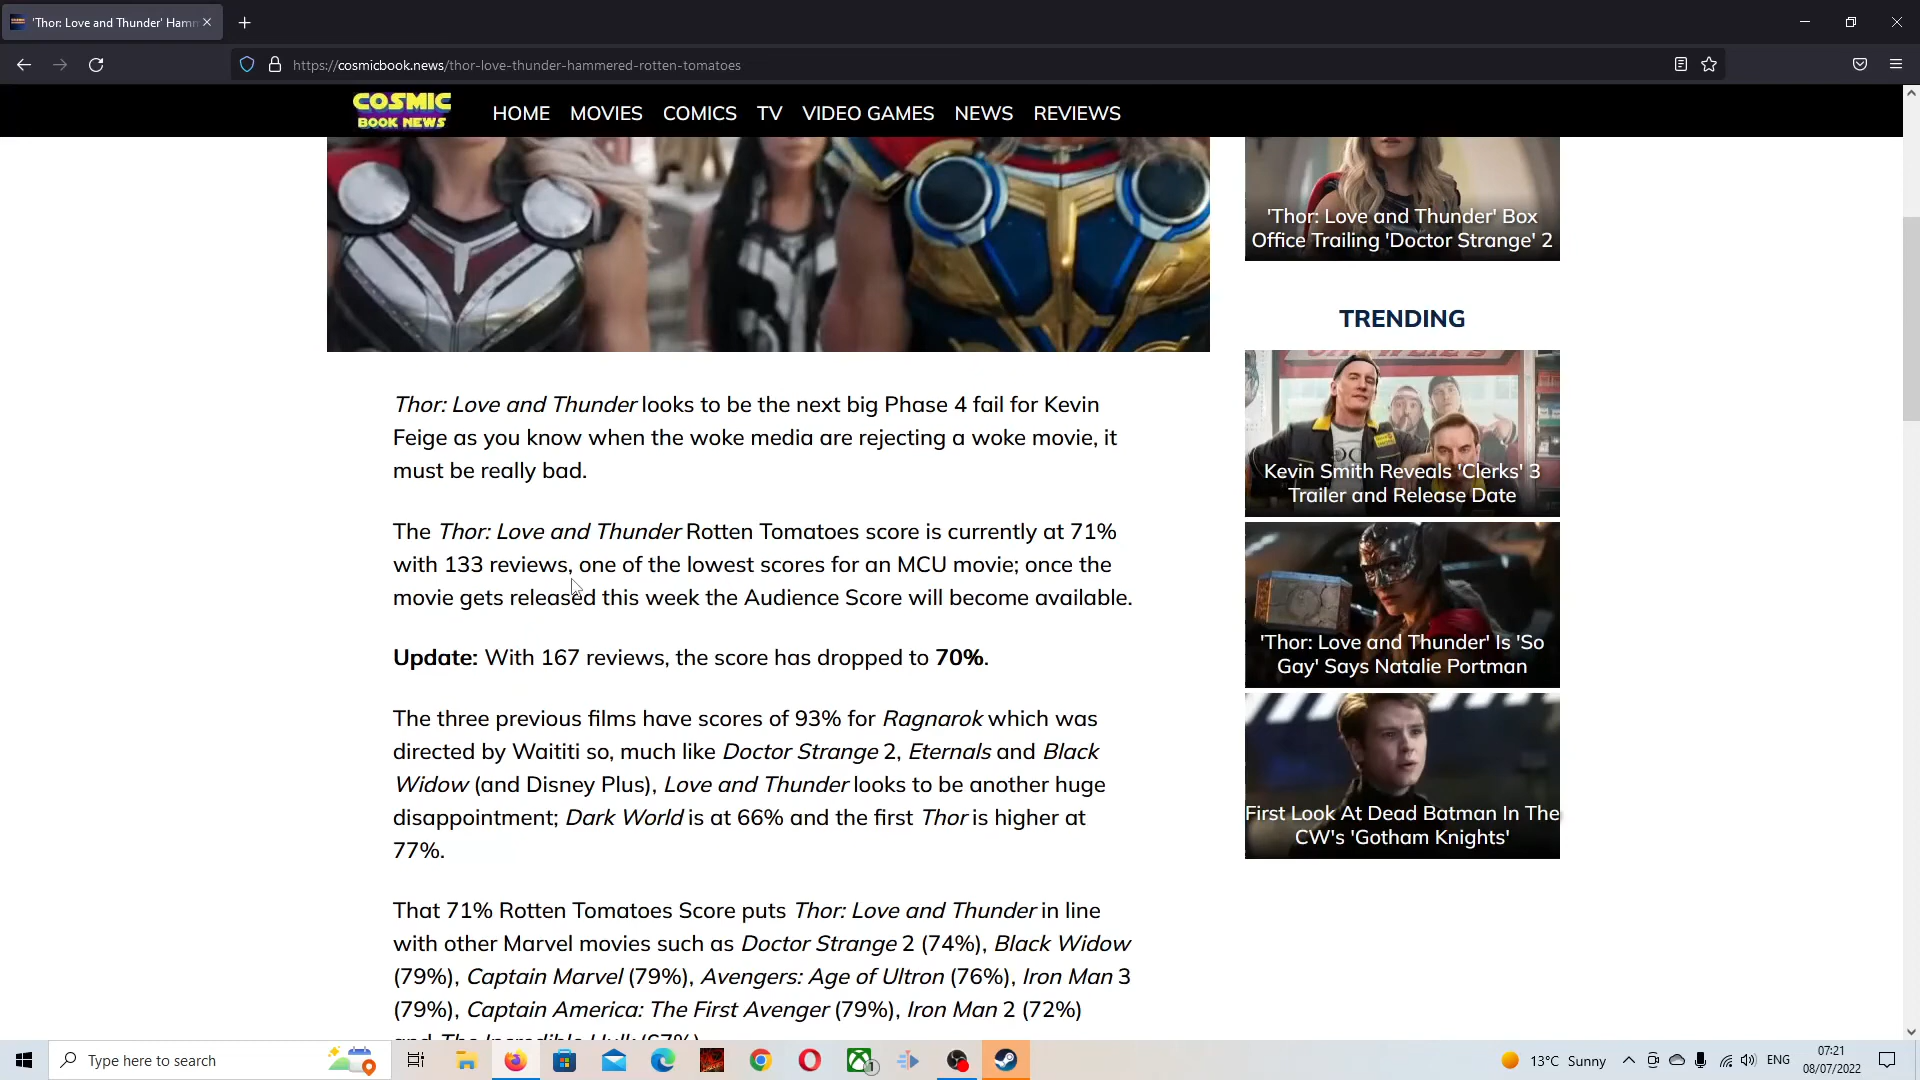 'Thor: Love and Thunder' Hamm
https://cosmicbook.news/thor-love-thunder-hammered-rotten-tomatoes
COSMIC
BOOK NEWS
HOME MOVIES COMICS TV VIDEO GAMES NEWS REVIEWS
'Thor: Love and Thunder' Box
Office Trailing 'Doctor Strange' 2
TRENDING
Kevin Smith Reveals 'Clerks' 3
Trailer and Release Date
'Thor: Love and Thunder' Is 'So
Gay' Says Natalie Portman
First Look At Dead Batman In The
CW's 'Gotham Knights'
Thor: Love and Thunder looks to be the next big Phase 4 fail for Kevin
Feige as you know when the woke media are rejecting a woke movie, it
must be really bad.
The Thor: Love and Thunder Rotten Tomatoes score is currently at 71%
with 133 reviews, one of the lowest scores for an MCU movie; once the
movie gets released this week the Audience Score will become available.
Update: With 167 reviews, the score has dropped to 70%.
The three previous films have scores of 93% for Ragnarok which was
directed by Waititi so, much like Doctor Strange 2, Eternals and Black
Widow (and Disney Plus), Love and Thunder looks to be another huge
disappointment; Dark World is at 66% and the first Thor is higher at
77%.
That 71% Rotten Tomatoes Score puts Thor: Love and Thunder in line
with other Marvel movies such as Doctor Strange 2 (74%), Black Widow
(79%), Captain Marvel (79%), Avengers: Age of Ultron (76%), Iron Man 3
(79%), Captain America: The First Avenger (79%), Iron Man 2 (72%)
and The Incredible Hulk (67%)
Type here to search
1
13°C Sunny
ENG
07:21
08/07/2022